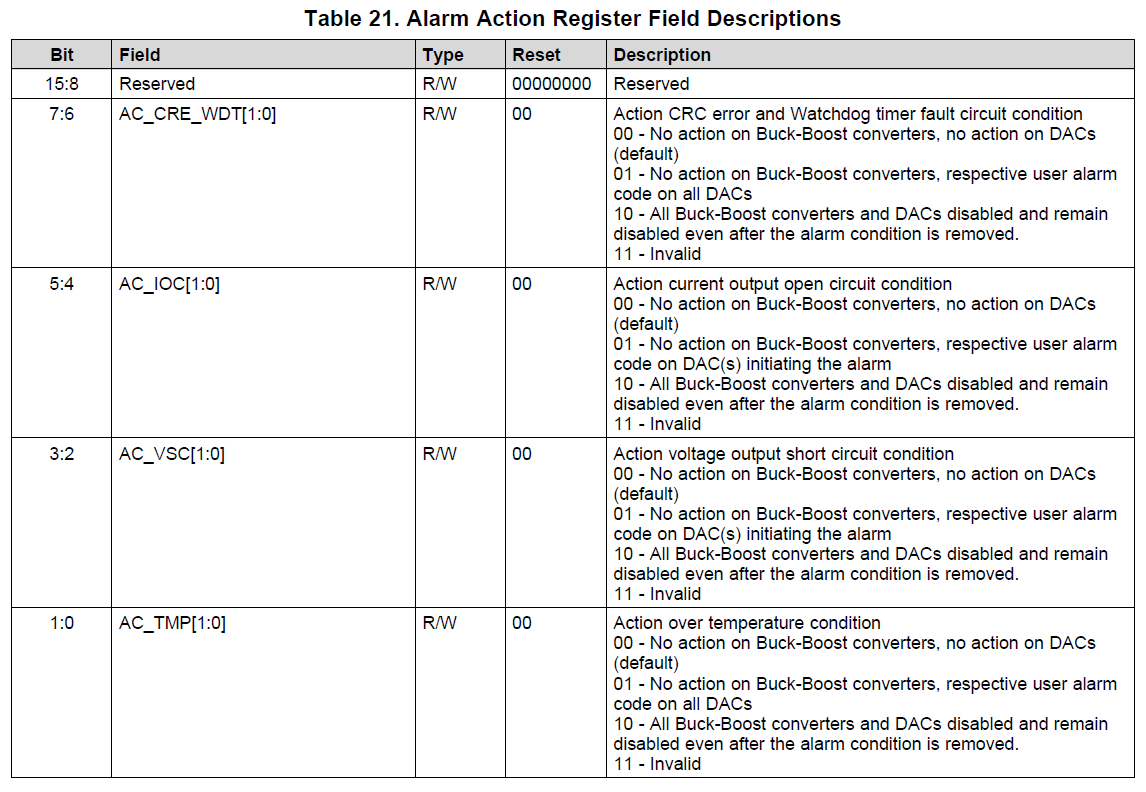 Table 21. Alarm Action Register Field Descriptions
Bit Field Type Reset Description
15:8 Reserved R/W 00000000 Reserved
7:6 AC_CRE_WDT[1:0] R/W 00 Action CRC error and Watchdog timer fault circuit condition
00 - No action on Buck-Boost converters, no action on DACs
(default)
01 - No action on Buck-Boost converters, respective user alarm
code on all DACs
10 - All Buck-Boost converters and DACs disabled and remain
disabled even after the alarm condition is removed.
11 - Invalid
5:4 AC_IOC[1:0] R/W 00 Action current output open circuit condition
00 - No action on Buck-Boost converters, no action on DACs
(default)
01 - No action on Buck-Boost converters, respective user alarm
code on DAC(s) initiating the alarm
10 - All Buck-Boost converters and DACs disabled and remain
disabled even after the alarm condition is removed.
11 - Invalid
3:2 AC_VSC[1:0] R/W 00 Action voltage output short circuit condition
00 - No action on Buck-Boost converters, no action on DACs
(default)
01 - No action on Buck-Boost converters, respective user alarm
code on DAC(s) initiating the alarm
10 - All Buck-Boost converters and DACs disabled and remain
disabled even after the alarm condition is removed.
11 - Invalid
1:0 AC_TMP[1:0] R/W 00 Action over temperature condition
00 - No action on Buck-Boost converters, no action on DACs
(default)
01 - No action on Buck-Boost converters, respective user alarm
code on all DACs
10 - All Buck-Boost converters and DACs disabled and remain
disabled even after the alarm condition is removed.
11 - Invalid